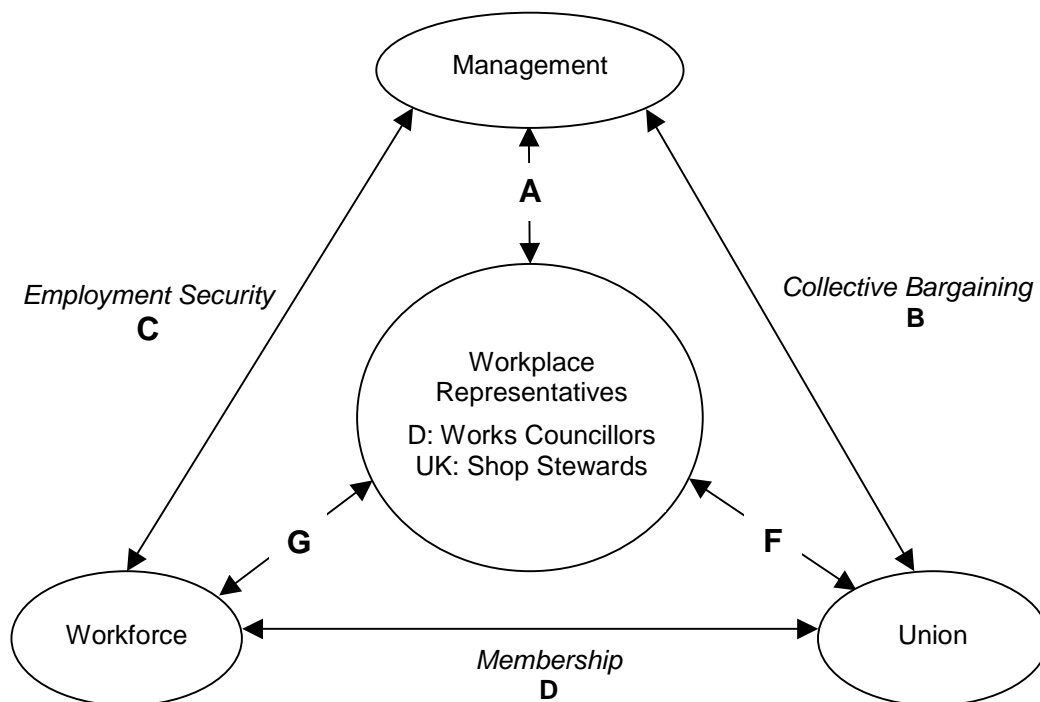 Management
A
Employment Security
C
Collective Bargaining
B
Workplace
Representatives
D: Works Councillors
UK: Shop Stewards
G
F
Workforce
Union
Membership
D